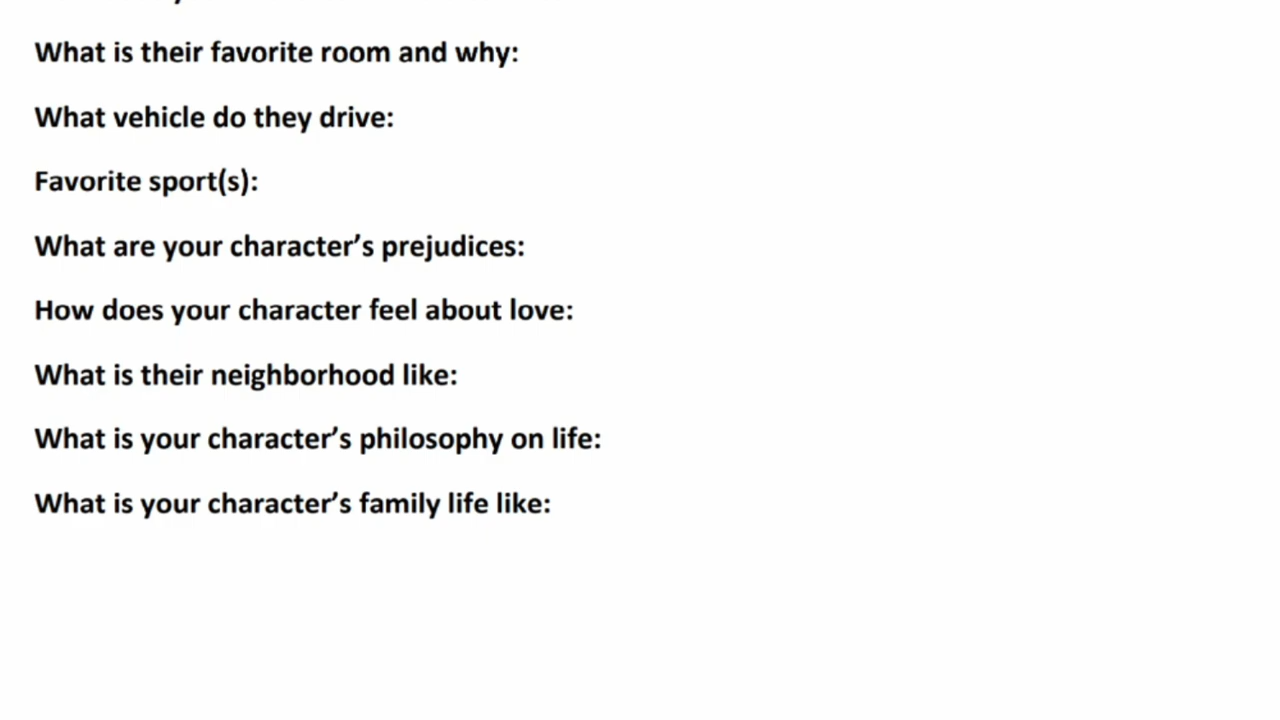 What is their favorite room and why:
What vehicle do they drive:
Favorite sport(s):
What are your character’s prejudices:
How does your character feel about love:
What is their neighborhood like:
What is your character’s philosophy on life:
What is your character’s family life like: